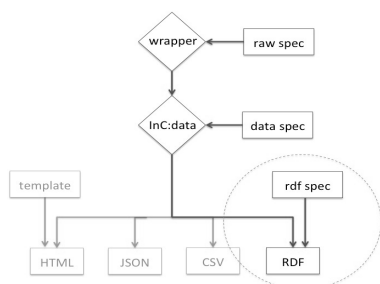 wrapper
raw spec
InC:data
data spec
template
rdf spec
HTML
JSON
CSV
RDF